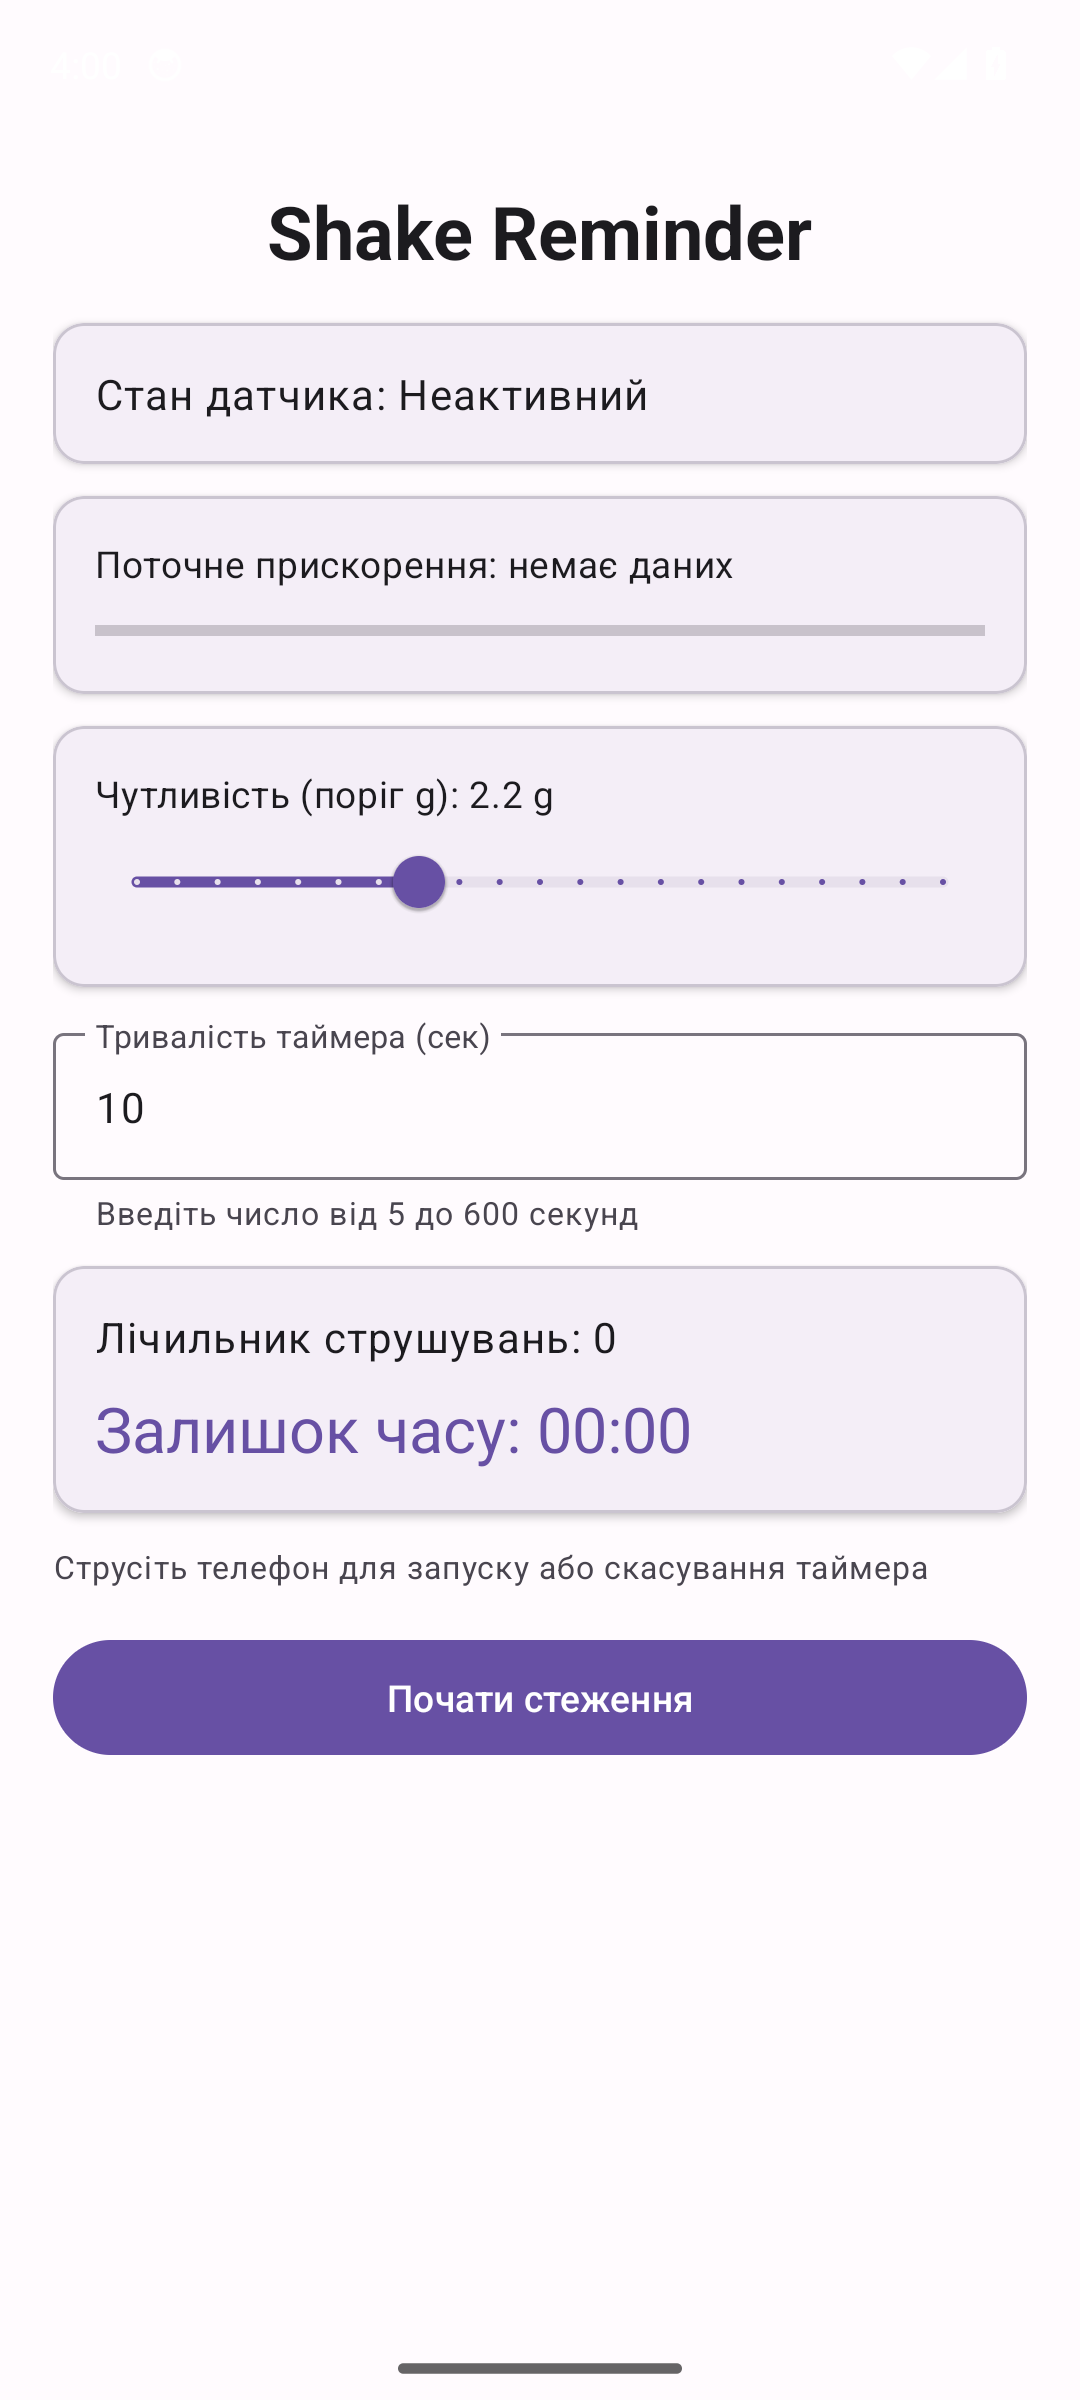 Shake Reminder
Стан датчика: Неактивний
Поточне прискорення: немає даних
Чутливість (поріг g): 2.2 g
Тривалість таймера (сек)
10
Введіть число від 5 до 600 секунд
Лічильник струшувань: 0
Залишок часу: 00:00
Струсіть телефон для запуску або скасування таймера
Почати стеження